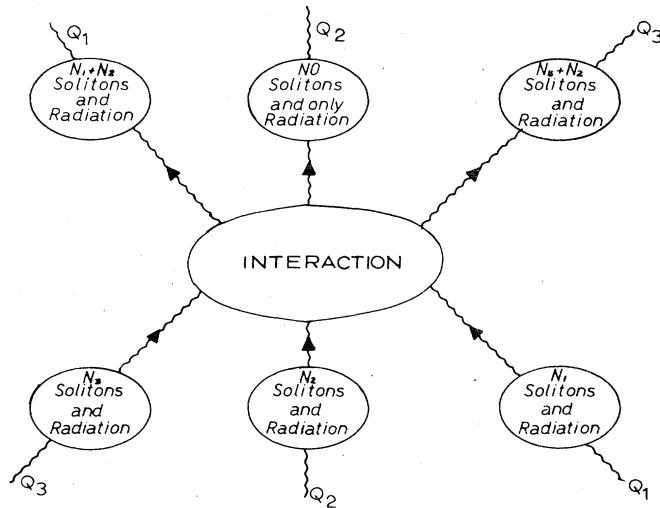 Q₁
Q₂
Q₃
N₁+N₂
Solitons
and
Radiation
NO
Solitons
and only
Radiation
N₃+N₂
Solitons
and
Radiation
INTERACTION
N₃
Solitons
and
Radiation
N₂
Solitons
and
Radiation
N₁
Solitons
and
Radiation
Q₃
Q₂
Q₁